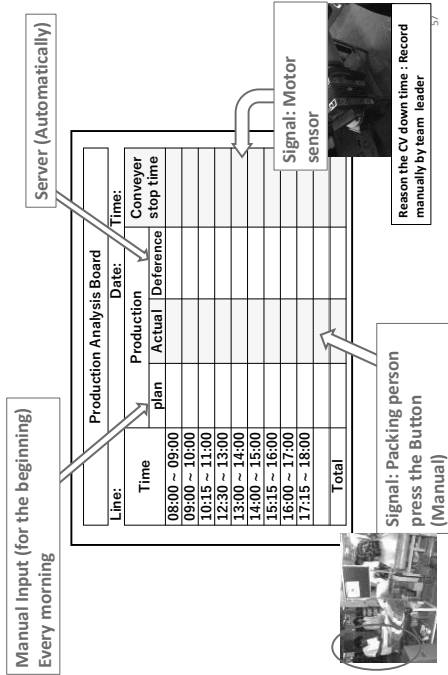 Manual Input (for the beginning)
Every morning
Server (Automatically)
Production Analysis Board
Line:
Date:
Time:
Time
Production
Conveyer
stop time
plan
Actual
Deference
08:00 ~ 09:00
09:00 ~ 10:00
10:15 ~ 11:00
12:30 ~ 13:00
13:00 ~ 14:00
14:00 ~ 15:00
15:15 ~ 16:00
16:00 ~ 17:00
17:15 ~ 18:00
Total
Signal: Packing person
press the Button
(Manual)
Signal: Motor
sensor
Reason the CV down time : Record
manually by team leader
57